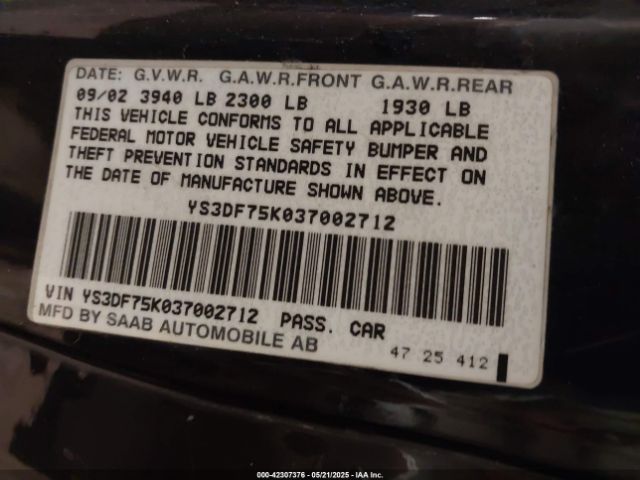 DATE: G.V.W.R. G.A.W.R.FRONT G.A.W.R.REAR
09/02 3940 LB 2300 LB 1930 LB
THIS VEHICLE CONFORMS TO ALL APPLICABLE
FEDERAL MOTOR VEHICLE SAFETY BUMPER AND
THEFT PREVENTION STANDARDS IN EFFECT ON
THE DATE OF MANUFACTURE SHOWN ABOVE.
YS3DF75K037002712
VIN YS3DF75K037002712 PASS. CAR
MFD BY SAAB AUTOMOBILE AB
47 25 412
000-42307376 - 05/21/2025 - © IAA Inc.